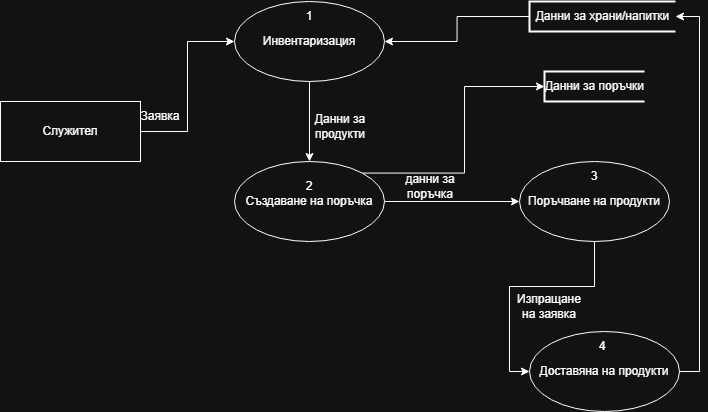 1
Инвентаризация
Данни за храни/напитки
Данни за поръчки
Заявка
Служител
Данни за
продукти
2
Създаване на поръчка
данни за
поръчка
3
Поръчване на продукти
Изпращане
на заявка
4
Доставяна на продукти